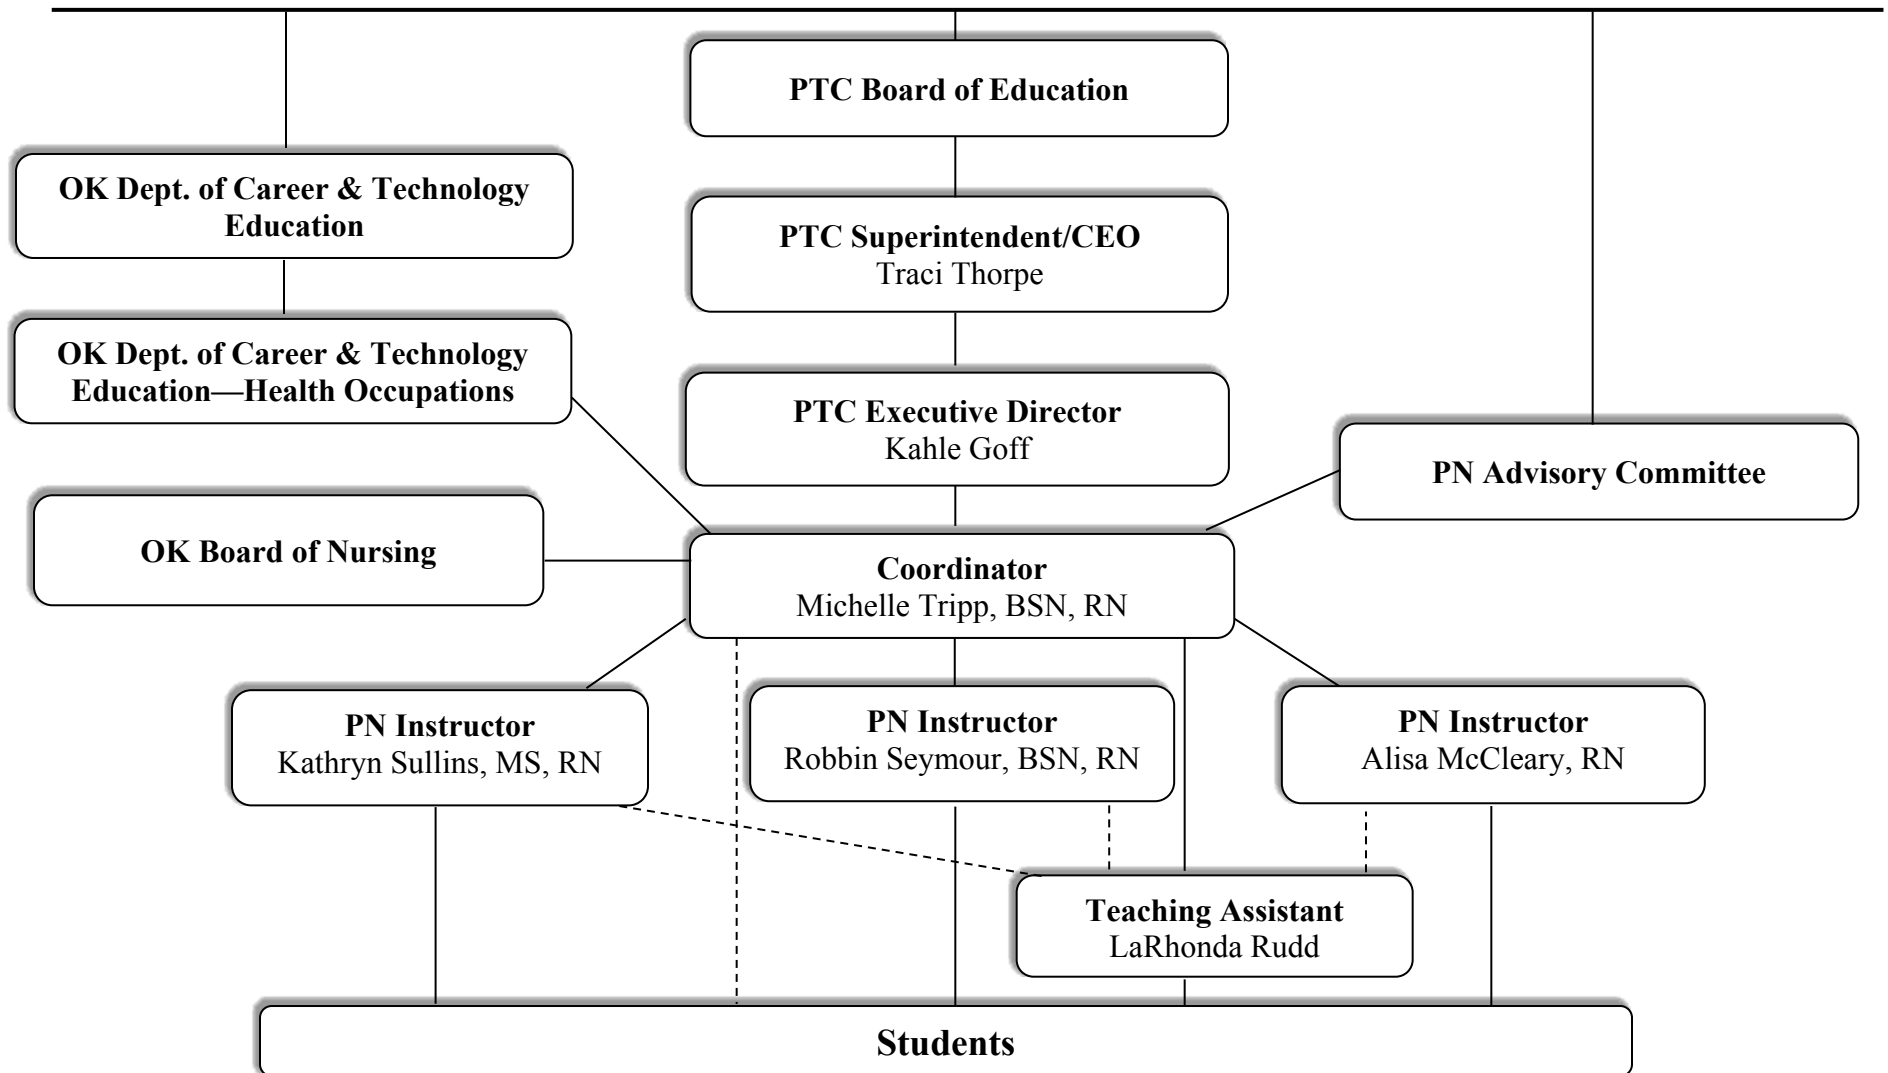 PTC Board of Education
OK Dept. of Career & Technology
Education
PTC Superintendent/CEO
Traci Thorpe
OK Dept. of Career & Technology
Education—Health Occupations
PTC Executive Director
Kahle Goff
PN Advisory Committee
OK Board of Nursing
Coordinator
Michelle Tripp, BSN, RN
PN Instructor
Kathryn Sullins, MS, RN
PN Instructor
Robbin Seymour, BSN, RN
PN Instructor
Alisa McCleary, RN
Teaching Assistant
LaRhonda Rudd
Students